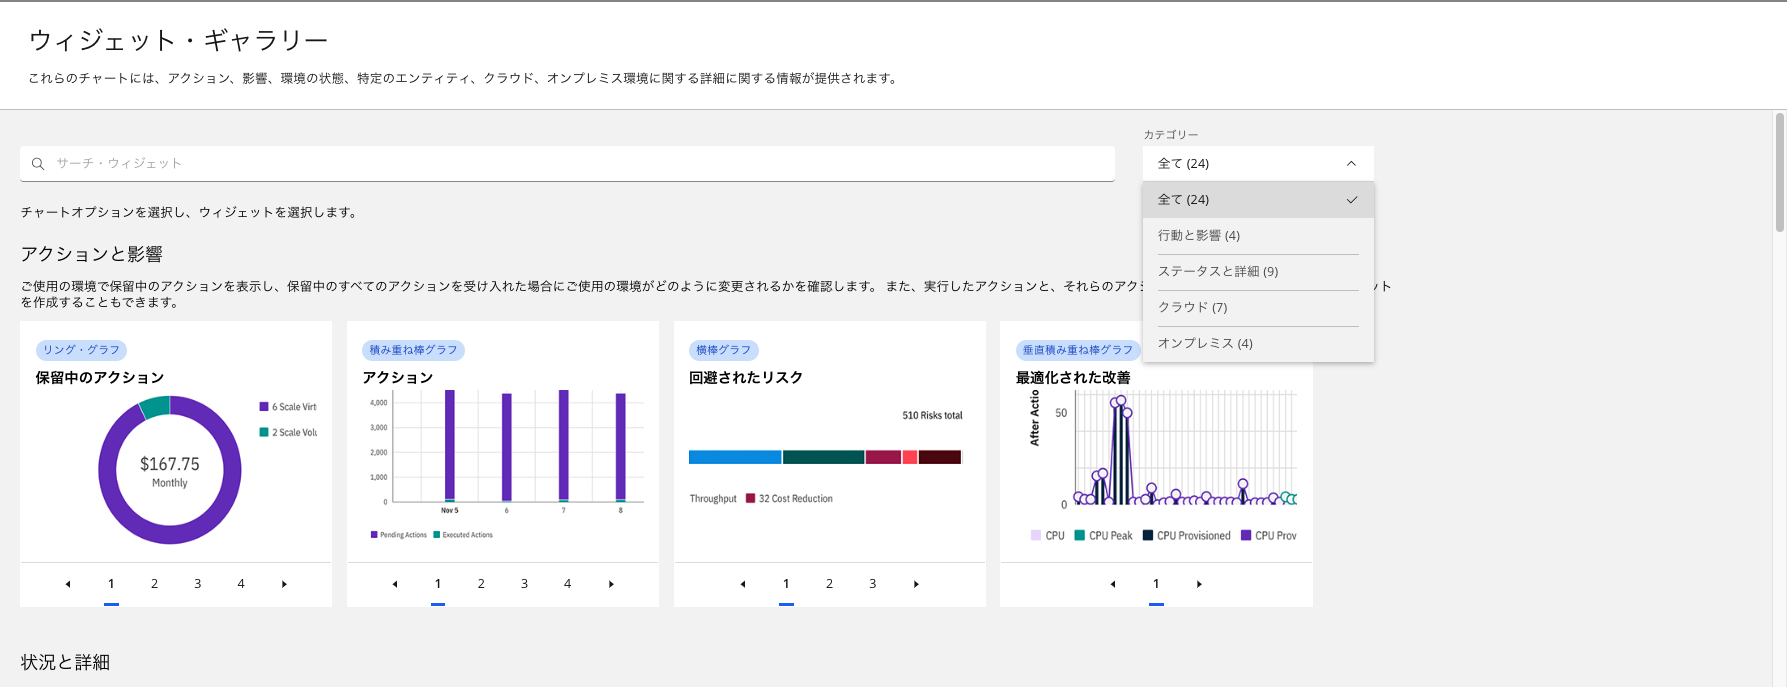 ウィジェット・ギャラリー
これらのチャートには、アクション、影響、環境の状態、特定のエンティティ、クラウド、オンプレミス環境に関する詳細に関する情報が提供されます。
カテゴリー
サーチ・ウィジェット
全て (24)
全て (24)
行動と影響 (4)
ステータスと詳細 (9)
クラウド (7)
オンプレミス (4)
チャートオプションを選択し、ウィジェットを選択します。
アクションと影響
ご使用の環境で保留中のアクションを表示し、保留中のすべてのアクションを受け入れた場合にご使用の環境がどのように変更されるかを確認します。 また、実行したアクションと、それらのアクシ ット
を作成することもできます。
リング・グラフ
保留中のアクション
6 Scale Virt
2 Scale Volu
$167.75
Monthly
1 2 3 4
積み重ね棒グラフ
アクション
4,000
3,000
2,000
1,000
0
Nov 5 6 7 8
Pending Actions Executed Actions
1 2 3 4
横棒グラフ
回避されたリスク
510 Risks total
Throughput 32 Cost Reduction
1 2 3
垂直積み重ね棒グラフ
最適化された改善
After Actio
50
0
CPU CPU Peak CPU Provisioned CPU Prov
1
状況と詳細